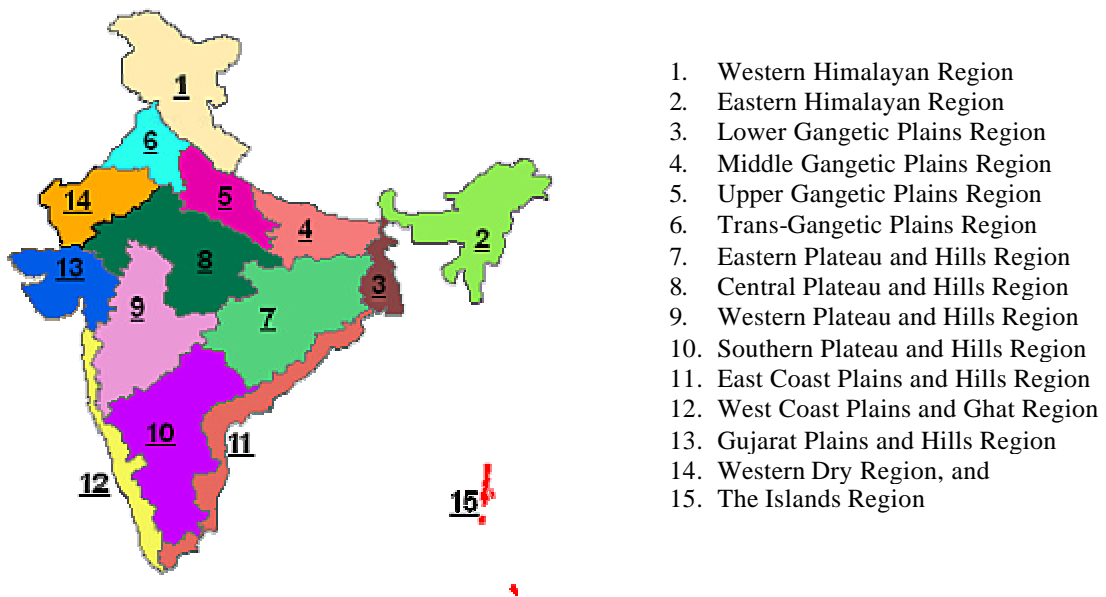 1
6
14
5
4
2
13
8
3
9
7
10
11
12
15
1. Western Himalayan Region
2. Eastern Himalayan Region
3. Lower Gangetic Plains Region
4. Middle Gangetic Plains Region
5. Upper Gangetic Plains Region
6. Trans-Gangetic Plains Region
7. Eastern Plateau and Hills Region
8. Central Plateau and Hills Region
9. Western Plateau and Hills Region
10. Southern Plateau and Hills Region
11. East Coast Plains and Hills Region
12. West Coast Plains and Ghat Region
13. Gujarat Plains and Hills Region
14. Western Dry Region, and
15. The Islands Region